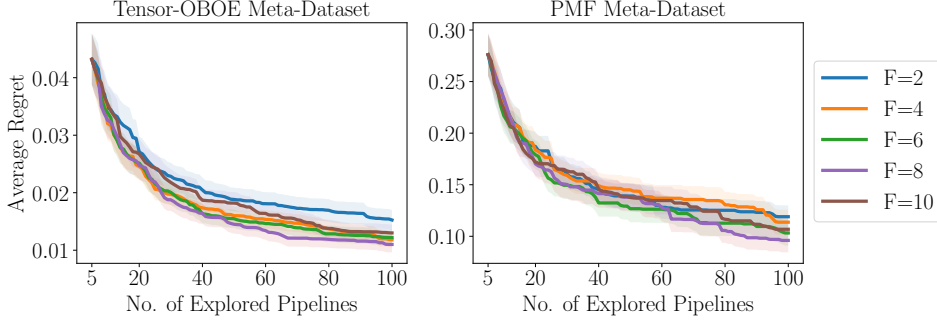 Tensor-OBOE Meta-Dataset
Average Regret
0.04
0.03
0.02
0.01
5 20 40 60 80 100
No. of Explored Pipelines
PMF Meta-Dataset
0.30
0.25
0.20
0.15
0.10
5 20 40 60 80 100
No. of Explored Pipelines
F=2
F=4
F=6
F=8
F=10